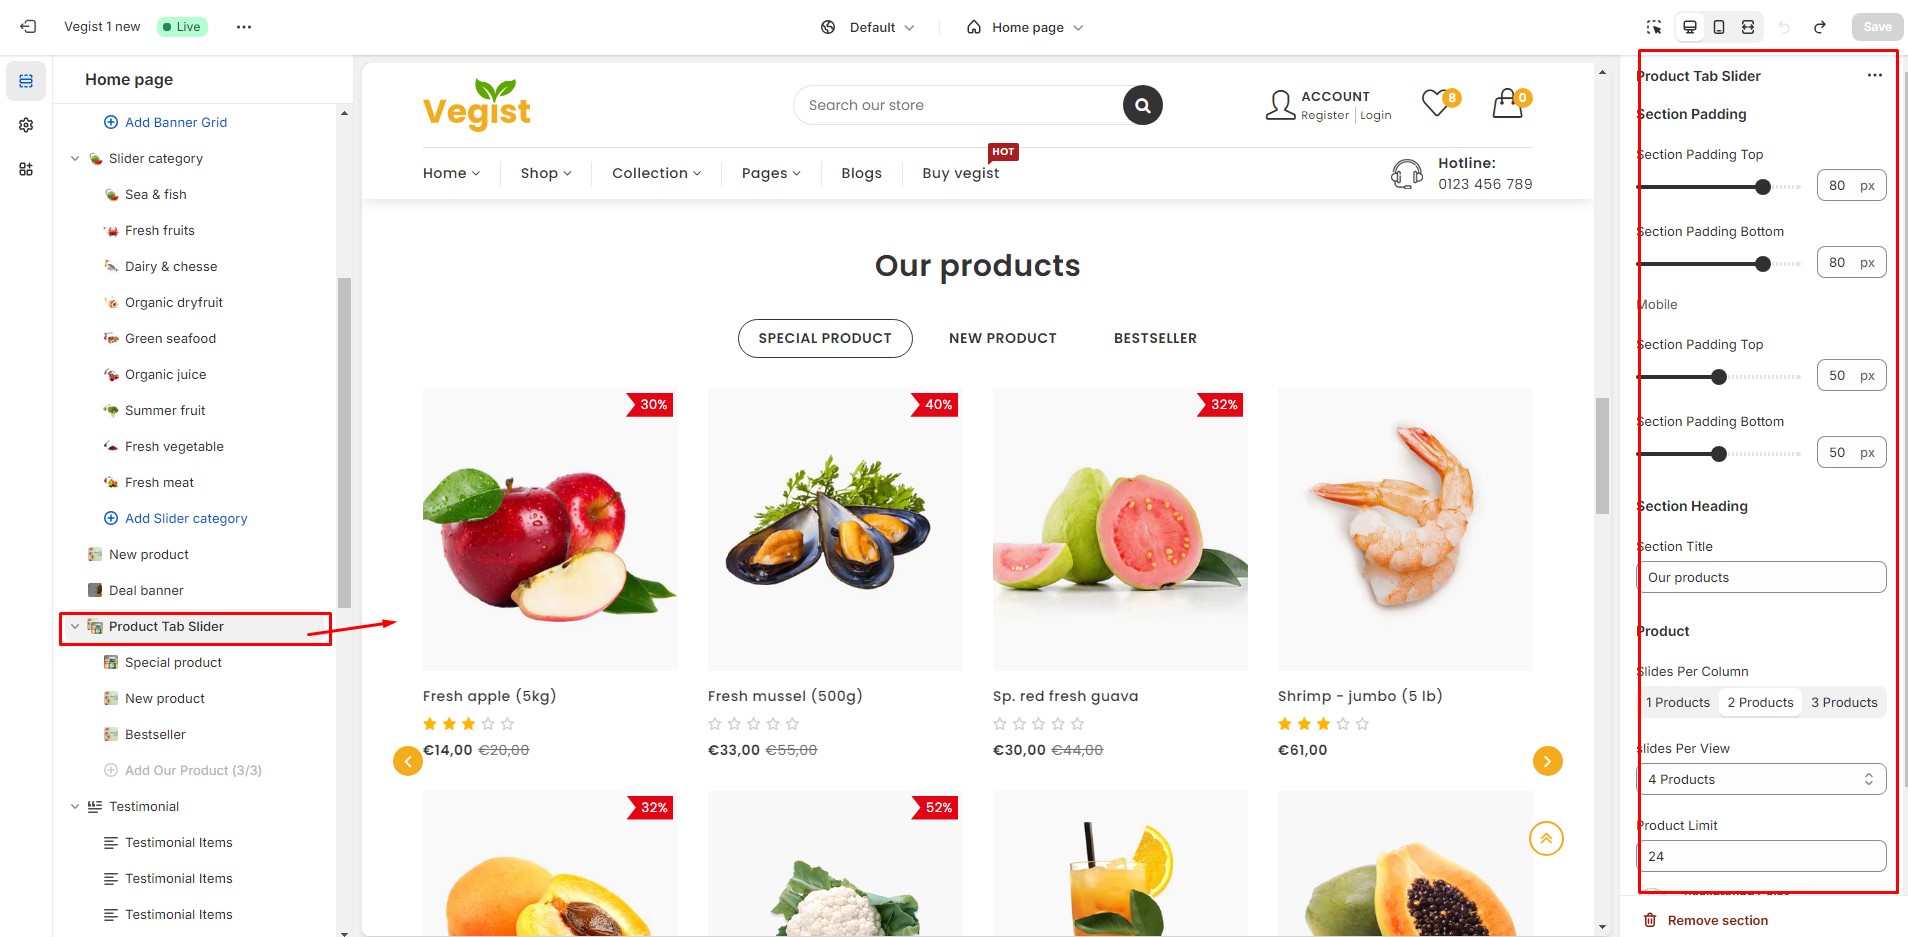 Vegist 1 new
Live
Default
Home page
Save
Home page
Add Banner Grid
Slider category
Sea & fish
Fresh fruits
Dairy & chesse
Organic dryfruit
Green seafood
Organic juice
Summer fruit
Fresh vegetable
Fresh meat
Add Slider category
New product
Deal banner
Product Tab Slider
Special product
New product
Bestseller
Add Our Product (3/3)
Testimonial
Testimonial Items
Testimonial Items
Testimonial Items
Vegist
Search our store
ACCOUNT
Register Login
8
0
HOT
Home
Shop
Collection
Pages
Blogs
Buy vegist
Hotline:
0123 456 789
Our products
SPECIAL PRODUCT
NEW PRODUCT
BESTSELLER
30%
40%
32%
Fresh apple (5kg)
€14,00 €20,00
Fresh mussel (500g)
€33,00 €55,00
Sp. red fresh guava
€30,00 €44,00
Shrimp - jumbo (5 lb)
€61,00
32%
52%
Product Tab Slider
Section Padding
Section Padding Top
80 px
Section Padding Bottom
80 px
Mobile
Section Padding Top
50 px
Section Padding Bottom
50 px
Section Heading
Section Title
Our products
Product
Slides Per Column
1 Products 2 Products 3 Products
slides Per View
4 Products
Product Limit
24
Remove section